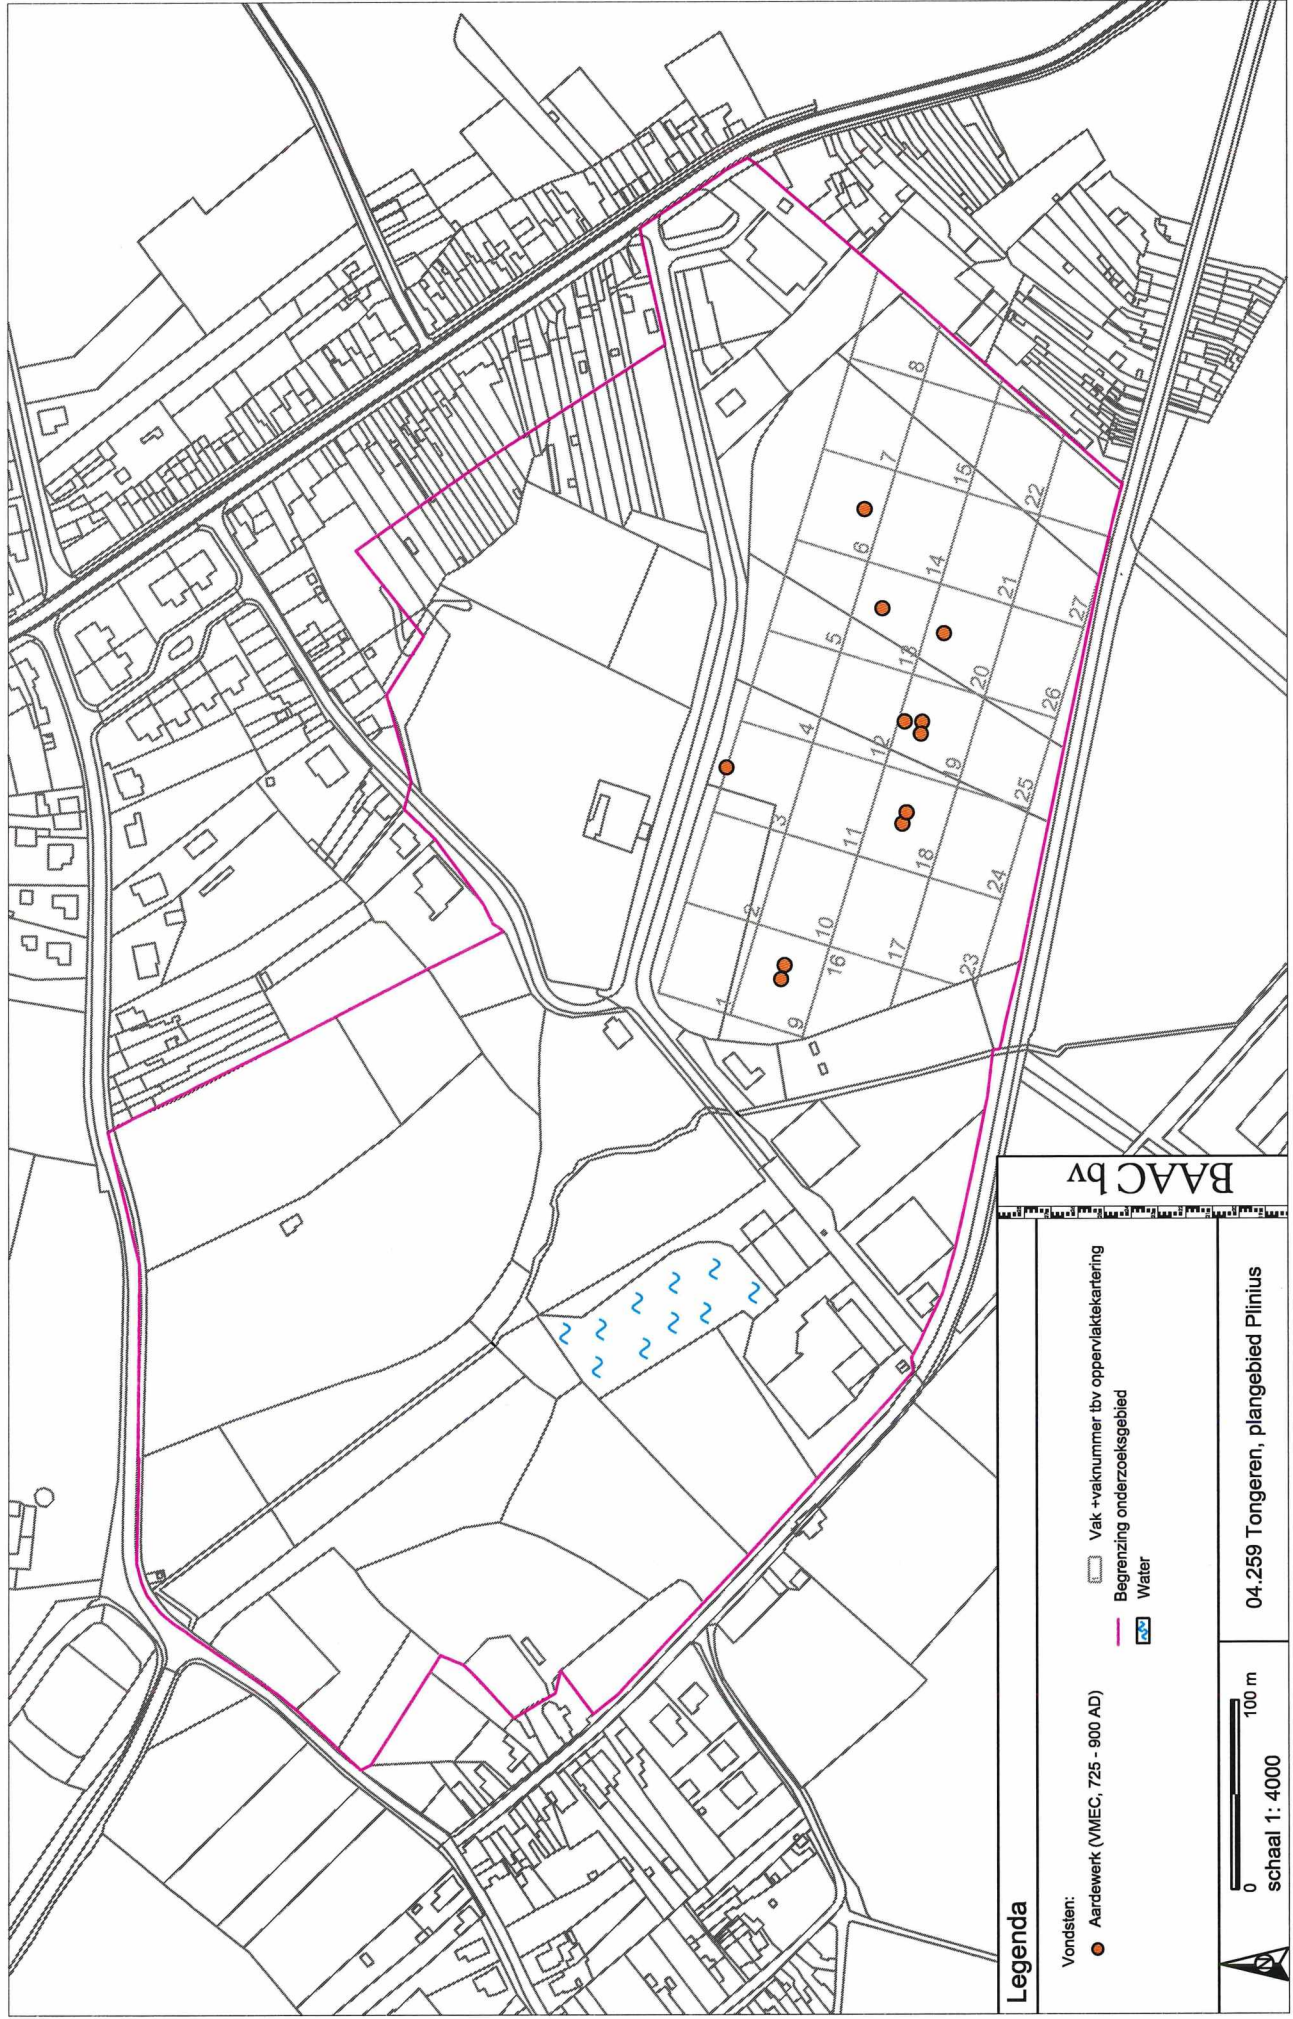 1
2
3
4
5
6
7
8
9
10
11
12
13
14
15
16
17
18
19
20
21
22
23
24
25
26
27
Legenda
Vondsten:
Aardewerk (VMEC, 725 - 900 AD)
Vak +vaknummer tbv oppervlaktekartering
Begrenzing onderzoeksgebied
Water
BAAC bv
N
0 100 m
schaal 1: 4000
04.259 Tongeren, plangebied Plinius